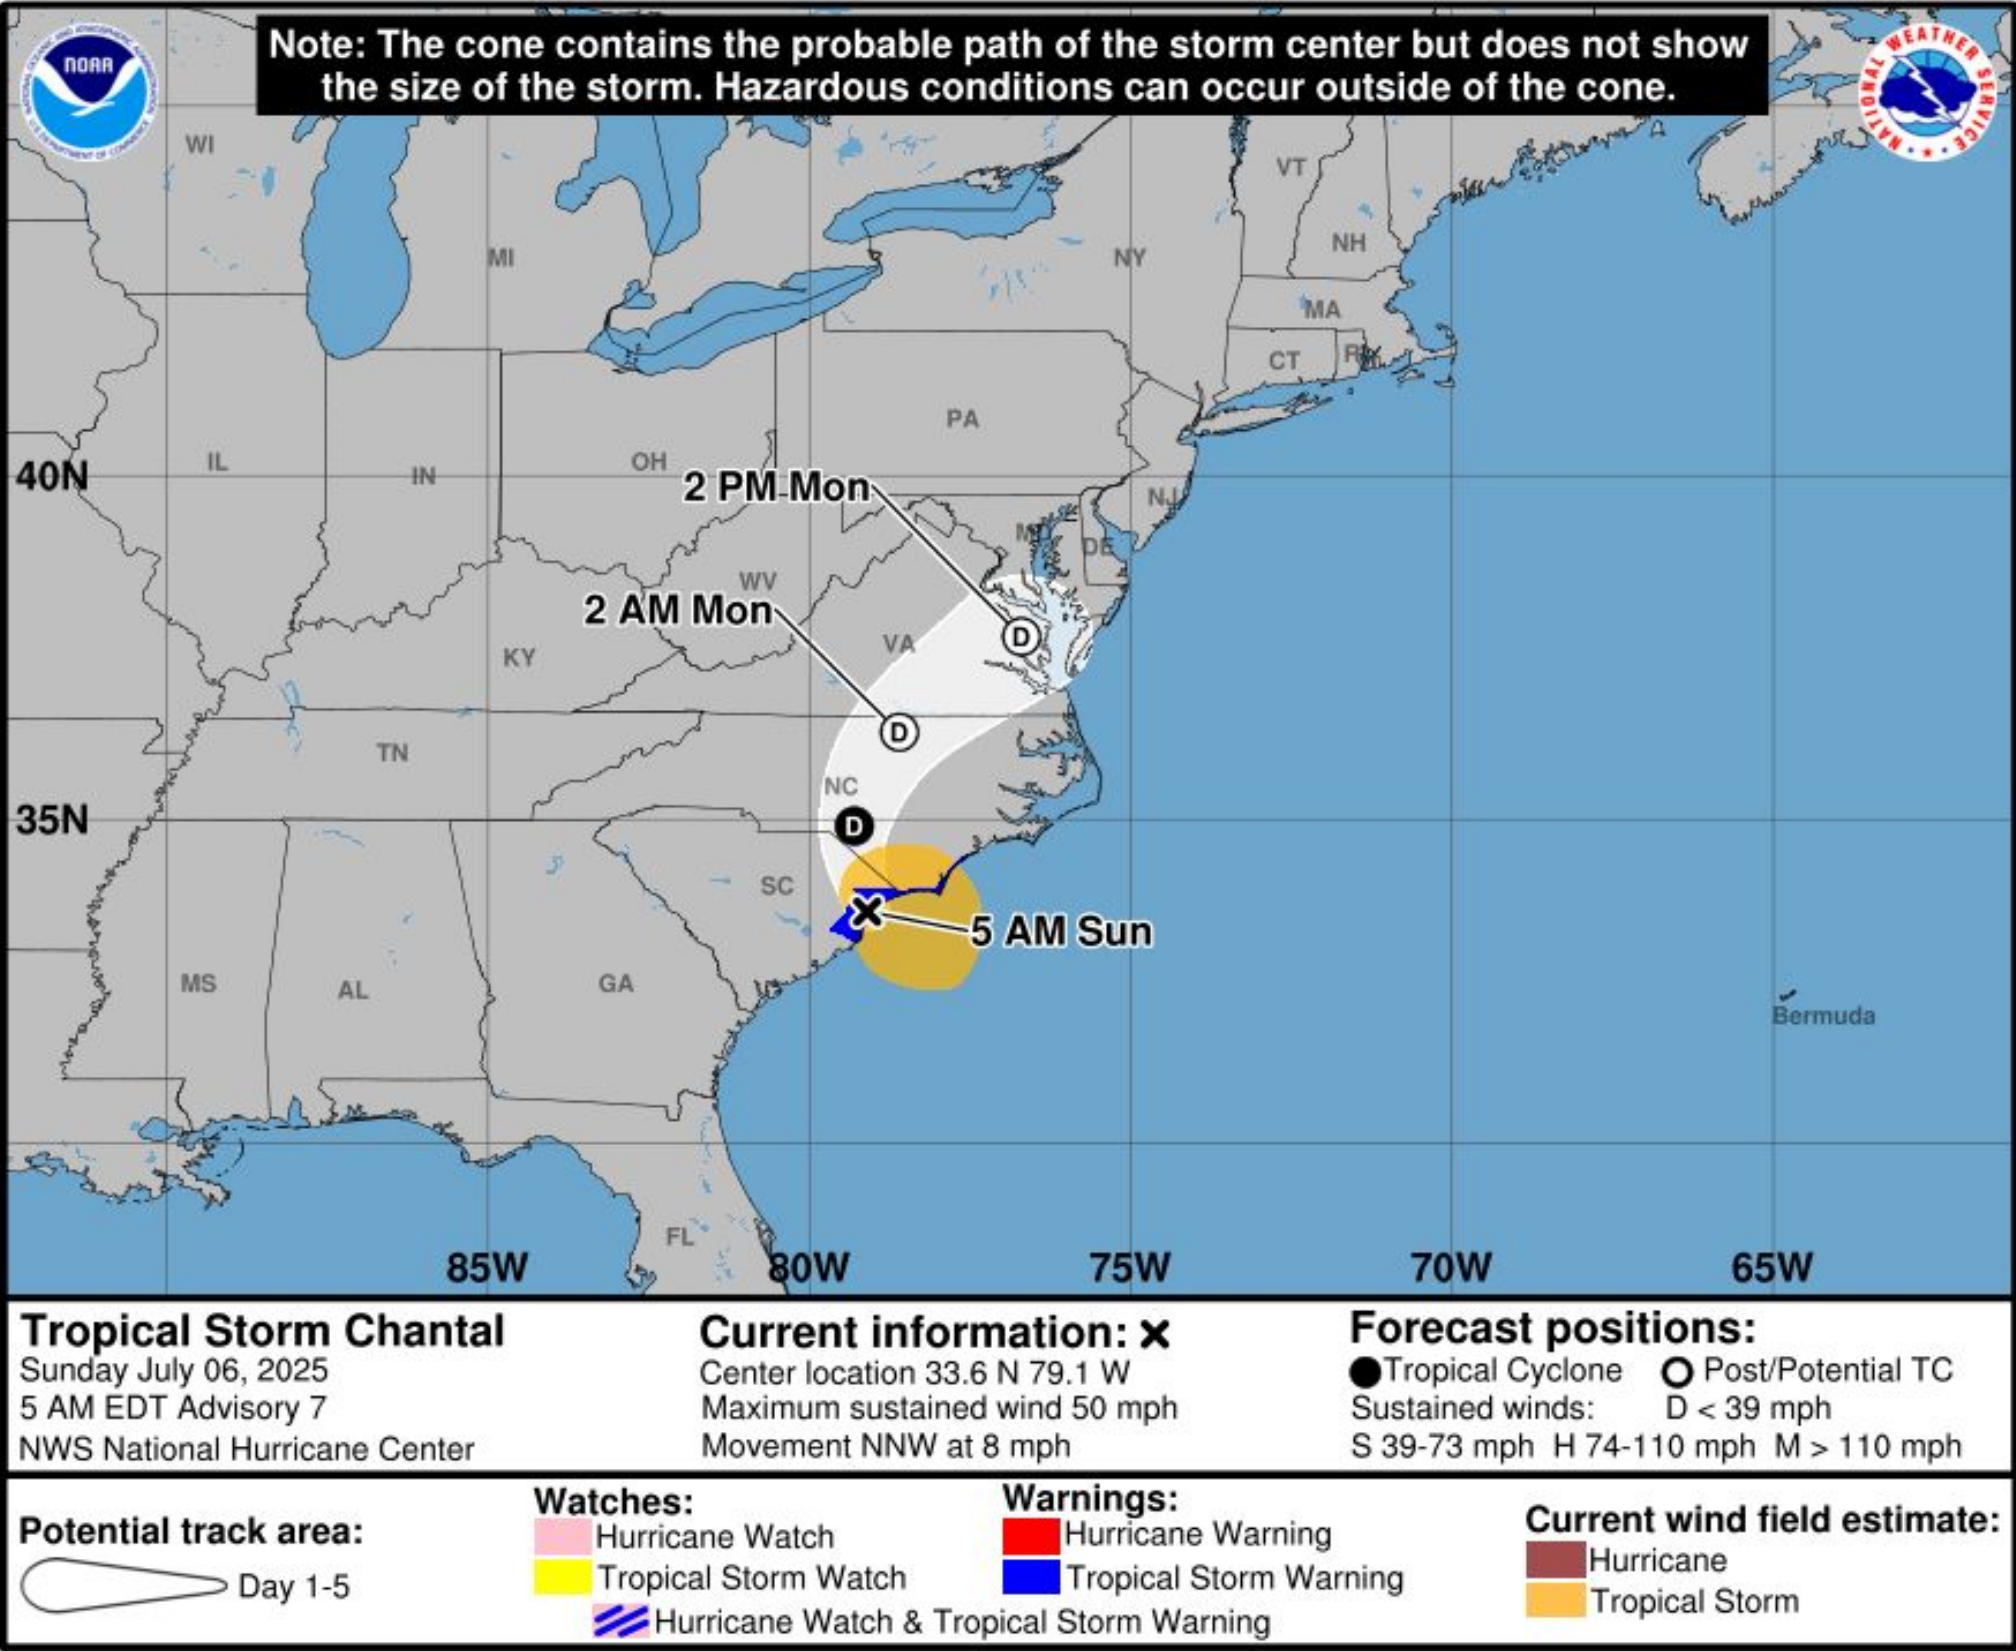 Note: The cone contains the probable path of the storm center but does not show
the size of the storm. Hazardous conditions can occur outside of the cone.
NOAA
NATIONAL WEATHER SERVICE
WI
VT
MI
NY
NH
MA
CT
PA
IL
IN
OH
40N
2 PM Mon
NJ
DE
WV
2 AM Mon
D
VA
KY
D
TN
NC
35N
D
SC
5 AM Sun
MS
AL
GA
Bermuda
FL
85W
80W
75W
70W
65W
Tropical Storm Chantal
Sunday July 06, 2025
5 AM EDT Advisory 7
NWS National Hurricane Center
Current information:
Center location 33.6 N 79.1 W
Maximum sustained wind 50 mph
Movement NNW at 8 mph
Forecast positions:
Tropical Cyclone Post/Potential TC
Sustained winds: D < 39 mph
S 39-73 mph H 74-110 mph M > 110 mph
Potential track area:
Day 1-5
Watches:
Hurricane Watch
Tropical Storm Watch
Warnings:
Hurricane Warning
Tropical Storm Warning
Hurricane Watch & Tropical Storm Warning
Current wind field estimate:
Hurricane
Tropical Storm